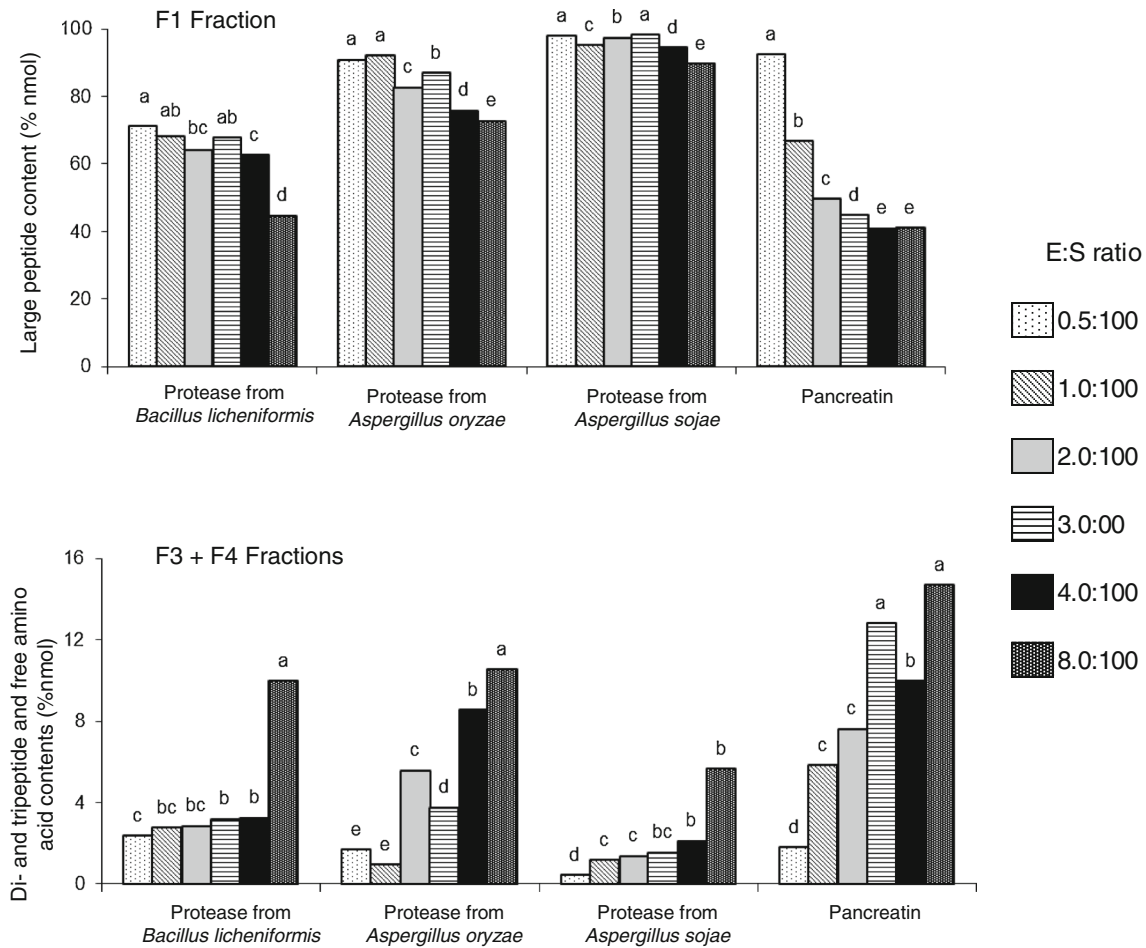 F1 Fraction
Large peptide content (% nmol)
100
80
60
40
20
0
a ab bc ab c d
a a c b d e
a c b a d e
a b c d e e
Protease from
Bacillus licheniformis
Protease from
Aspergillus oryzae
Protease from
Aspergillus sojae
Pancreatin
E:S ratio
0.5:100
1.0:100
2.0:100
3.0:00
4.0:100
8.0:100
F3 + F4 Fractions
Di- and tripeptide and free amino
acid contents (%nmol)
16
12
8
4
0
c bc bc b b a
e e c d b a
d c c bc b b
d c c a b a
Protease from
Bacillus licheniformis
Protease from
Aspergillus oryzae
Protease from
Aspergillus sojae
Pancreatin